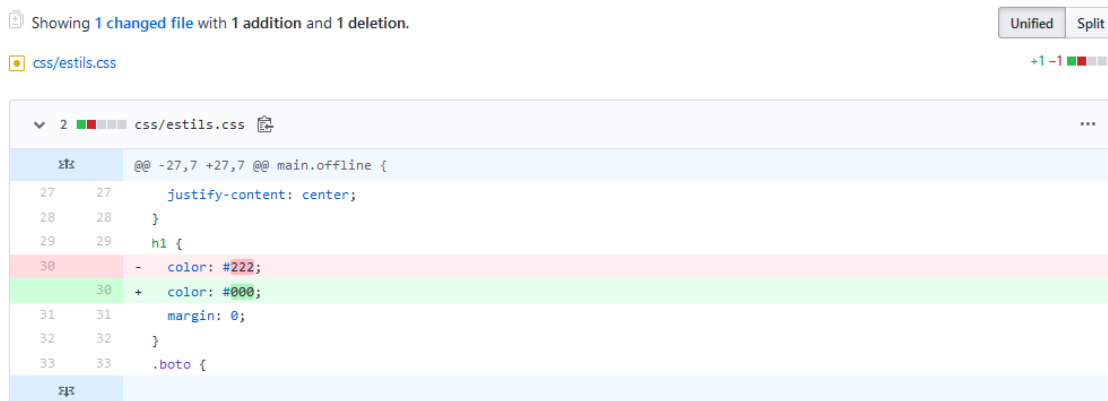 Showing 1 changed file with 1 addition and 1 deletion.
Unified Split
css/estils.css
+1 −1
2 css/estils.css
@@ -27,7 +27,7 @@ main.offline {
27 27 justify-content: center;
28 28 }
29 29 h1 {
30 - color: #222;
30 + color: #000;
31 31 margin: 0;
32 32 }
33 33 .boto {